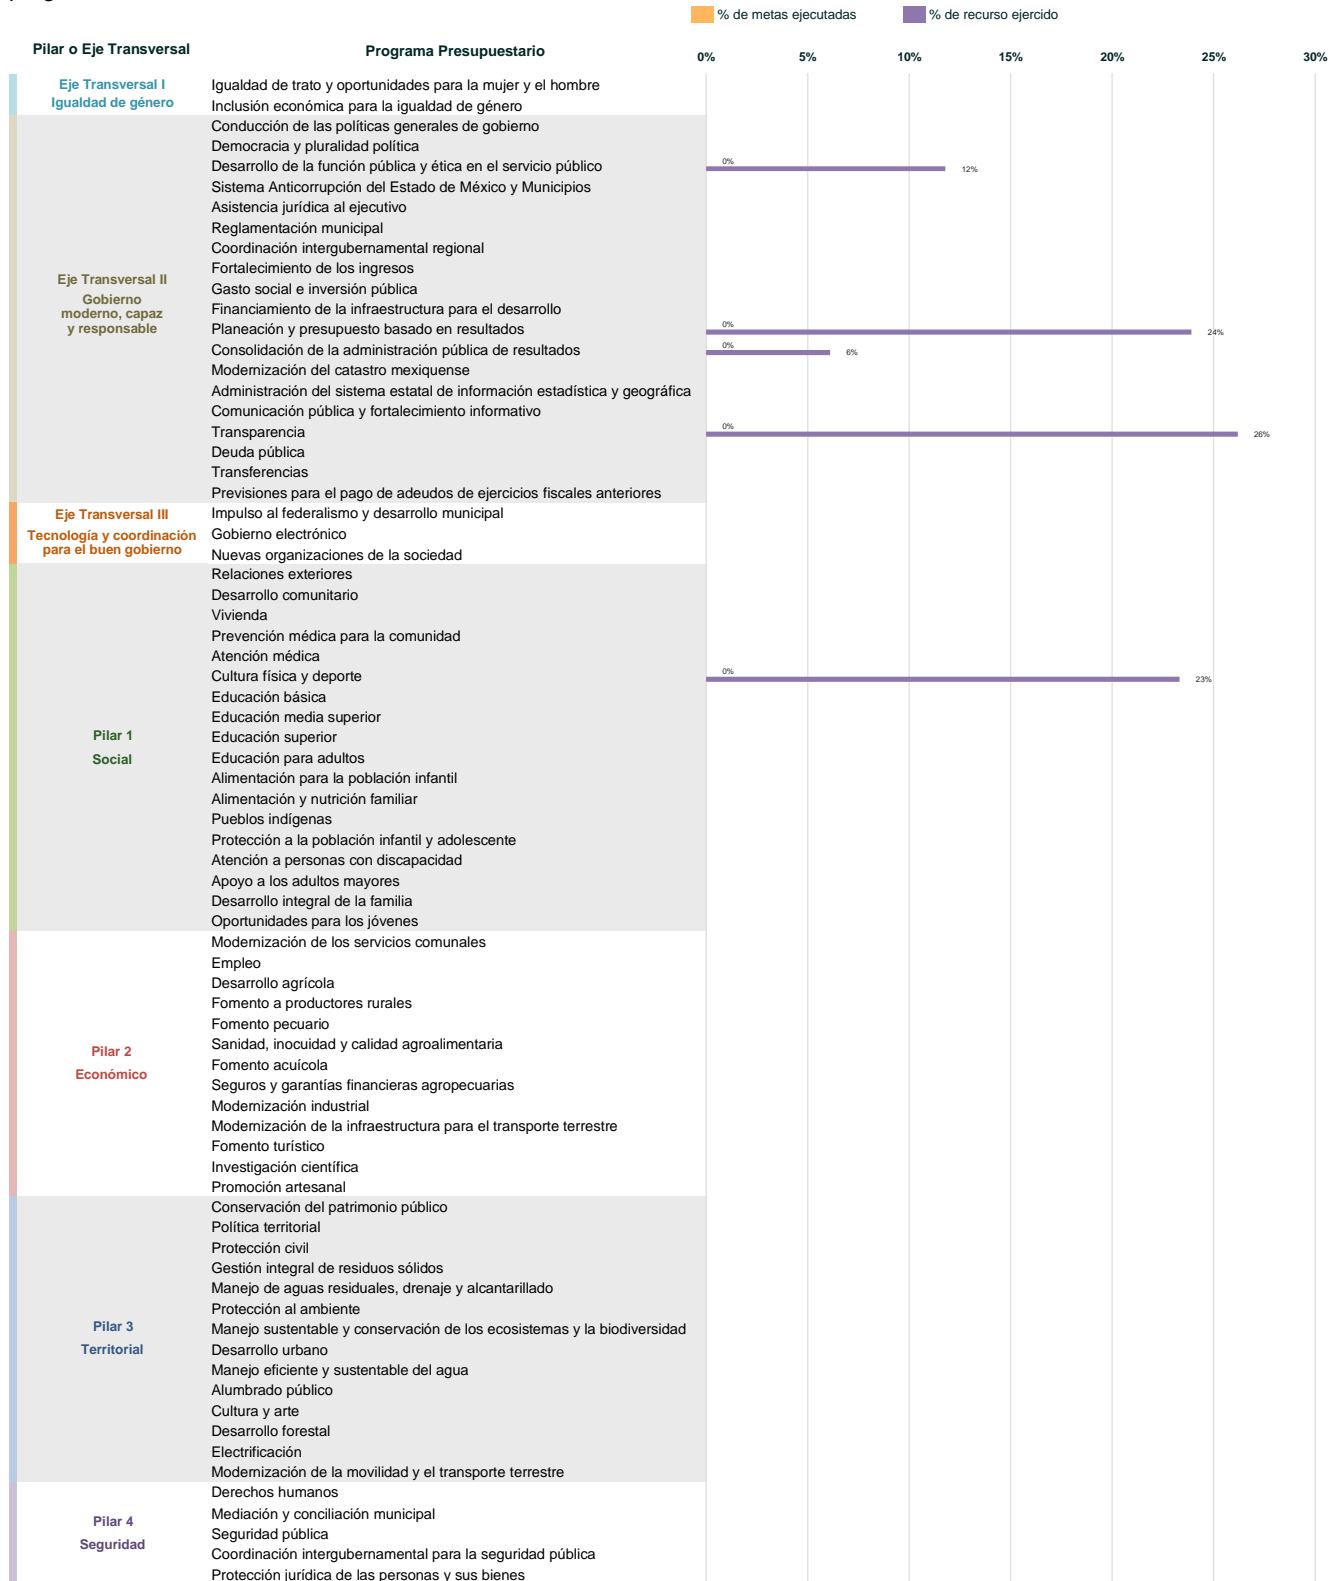 % de metas ejecutadas
% de recurso ejercido
Pilar o Eje Transversal
Programa Presupuestario
0%
5%
10%
15%
20%
25%
30%
Eje Transversal I
Igualdad de género
Igualdad de trato y oportunidades para la mujer y el hombre
Inclusión económica para la igualdad de género
Eje Transversal II
Gobierno
moderno, capaz
y responsable
Conducción de las políticas generales de gobierno
Democracia y pluralidad política
Desarrollo de la función pública y ética en el servicio público
0%
12%
Sistema Anticorrupción del Estado de México y Municipios
Asistencia jurídica al ejecutivo
Reglamentación municipal
Coordinación intergubernamental regional
Fortalecimiento de los ingresos
Gasto social e inversión pública
Financiamiento de la infraestructura para el desarrollo
Planeación y presupuesto basado en resultados
0%
24%
Consolidación de la administración pública de resultados
0%
6%
Modernización del catastro mexiquense
Administración del sistema estatal de información estadística y geográfica
Comunicación pública y fortalecimiento informativo
Transparencia
0%
26%
Deuda pública
Transferencias
Previsiones para el pago de adeudos de ejercicios fiscales anteriores
Eje Transversal III
Tecnología y coordinación
para el buen gobierno
Impulso al federalismo y desarrollo municipal
Gobierno electrónico
Nuevas organizaciones de la sociedad
Pilar 1
Social
Relaciones exteriores
Desarrollo comunitario
Vivienda
Prevención médica para la comunidad
Atención médica
Cultura física y deporte
0%
23%
Educación básica
Educación media superior
Educación superior
Educación para adultos
Alimentación para la población infantil
Alimentación y nutrición familiar
Pueblos indígenas
Protección a la población infantil y adolescente
Atención a personas con discapacidad
Apoyo a los adultos mayores
Desarrollo integral de la familia
Oportunidades para los jóvenes
Pilar 2
Económico
Modernización de los servicios comunales
Empleo
Desarrollo agrícola
Fomento a productores rurales
Fomento pecuario
Sanidad, inocuidad y calidad agroalimentaria
Fomento acuícola
Seguros y garantías financieras agropecuarias
Modernización industrial
Modernización de la infraestructura para el transporte terrestre
Fomento turístico
Investigación científica
Promoción artesanal
Pilar 3
Territorial
Conservación del patrimonio público
Política territorial
Protección civil
Gestión integral de residuos sólidos
Manejo de aguas residuales, drenaje y alcantarillado
Protección al ambiente
Manejo sustentable y conservación de los ecosistemas y la biodiversidad
Desarrollo urbano
Manejo eficiente y sustentable del agua
Alumbrado público
Cultura y arte
Desarrollo forestal
Electrificación
Modernización de la movilidad y el transporte terrestre
Pilar 4
Seguridad
Derechos humanos
Mediación y conciliación municipal
Seguridad pública
Coordinación intergubernamental para la seguridad pública
Protección jurídica de las personas y sus bienes